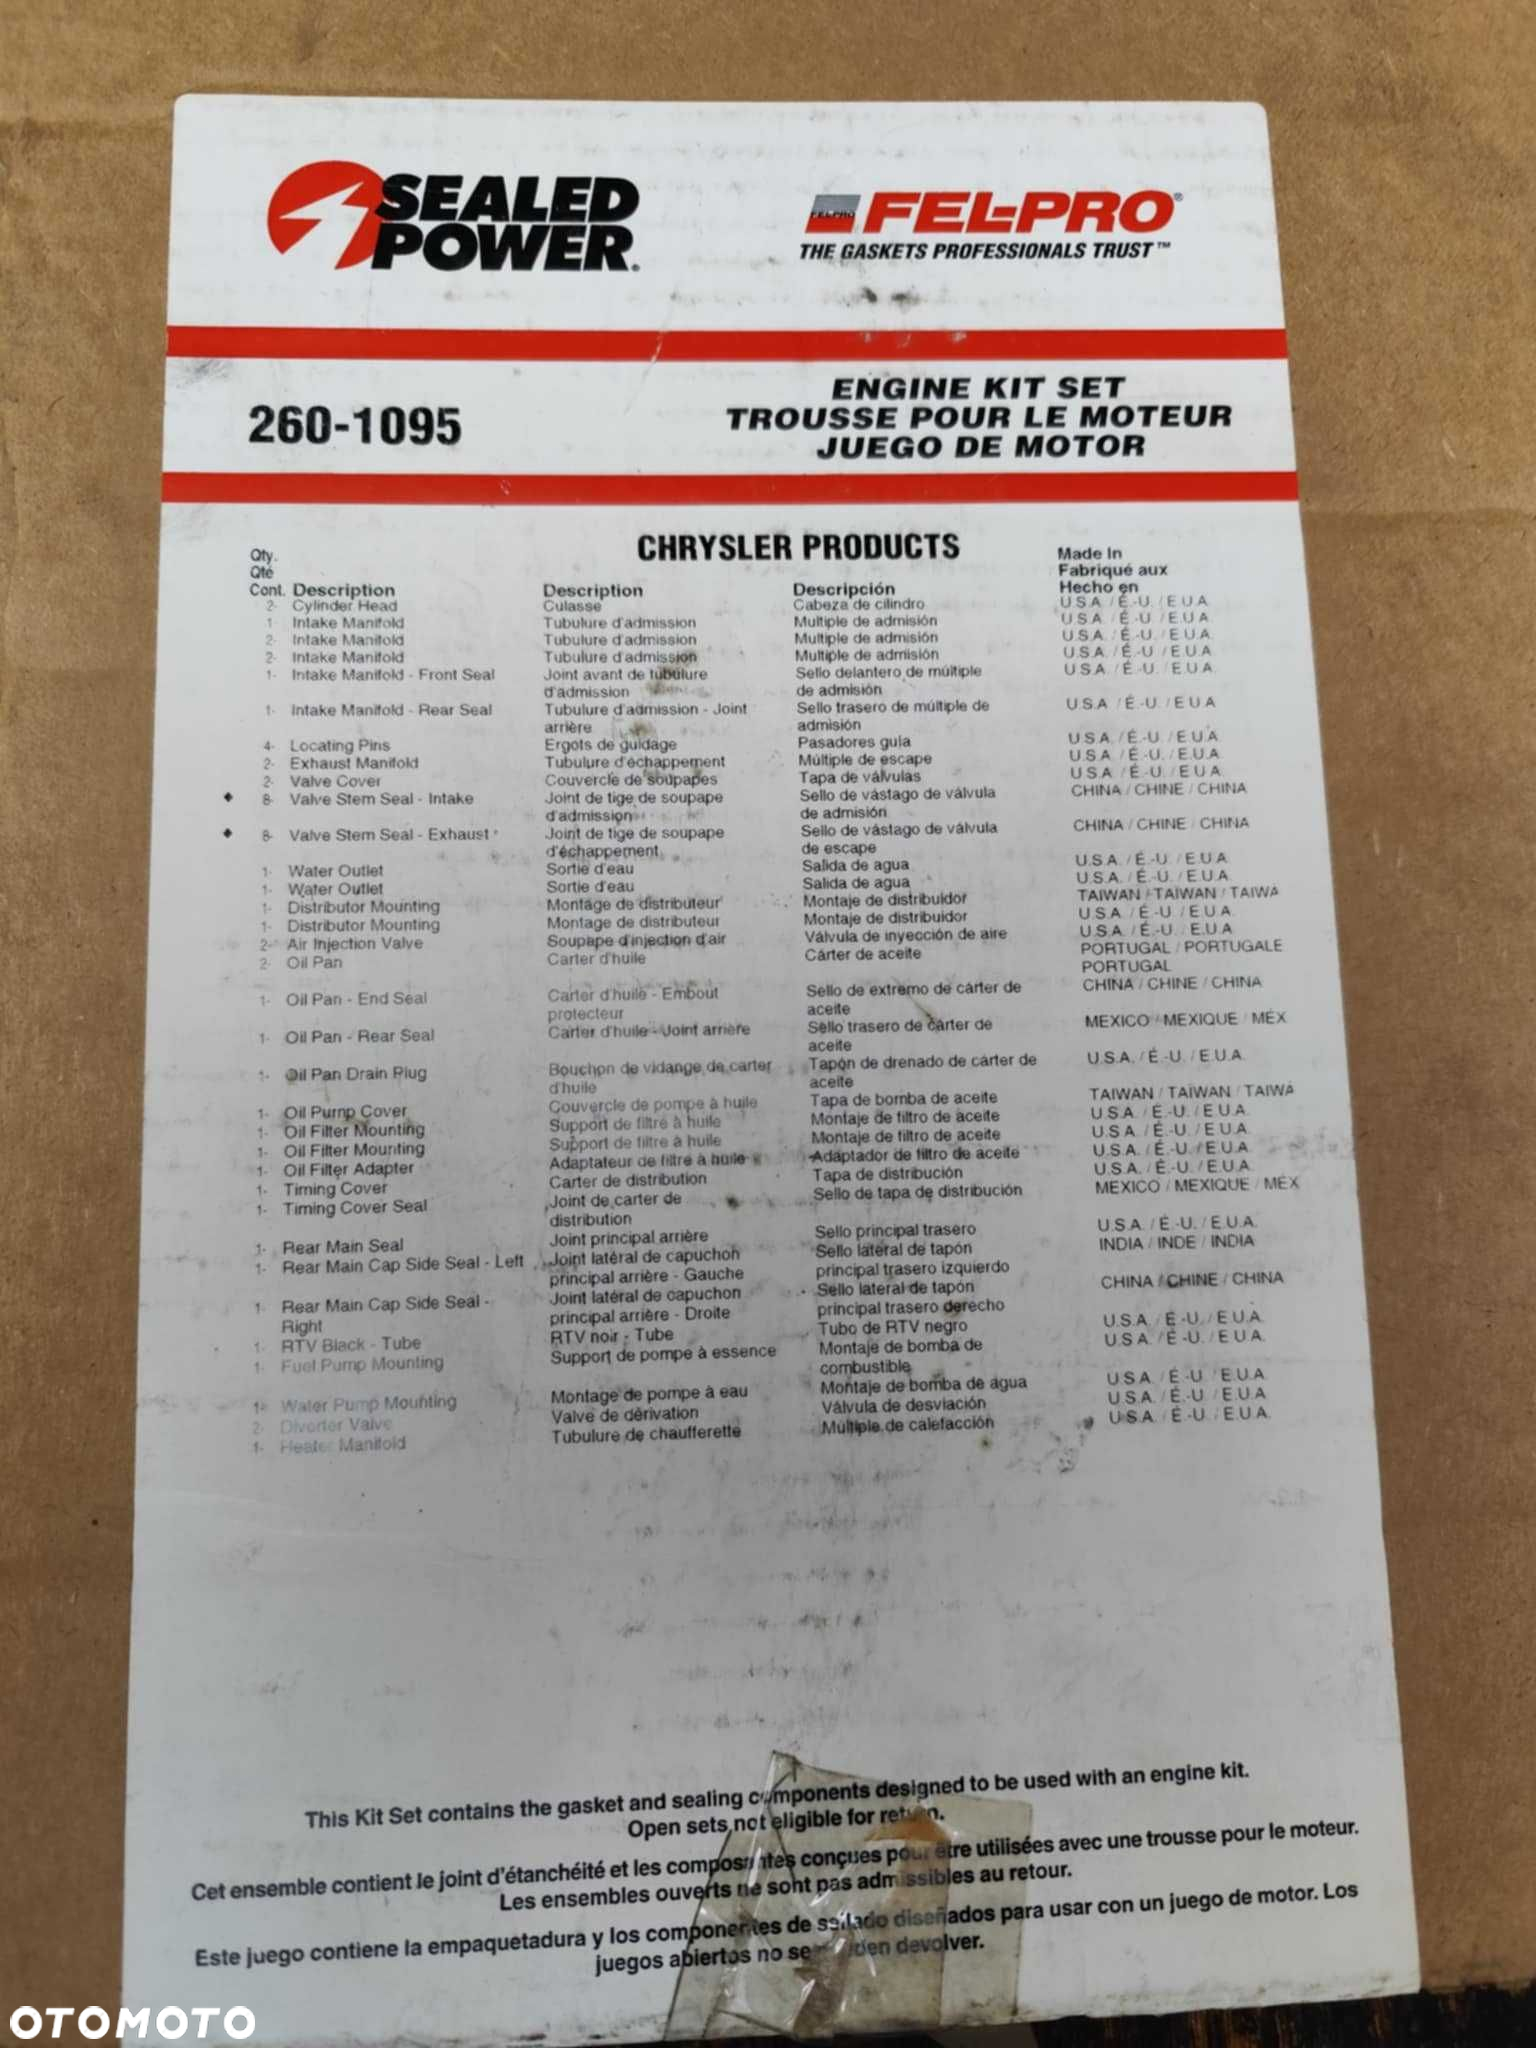 SEALED
POWER®
FEL-PRO
FEL-PRO®
THE GASKETS PROFESSIONALS TRUST™
260-1095
ENGINE KIT SET
TROUSSE POUR LE MOTEUR
JUEGO DE MOTOR
CHRYSLER PRODUCTS
Qty.
Qté
Cont. Description Description Descripción
Made In
Fabriqué aux
Hecho en
2- Cylinder Head Culasse Cabeza de cilindro U.S.A. / É.-U. / E.U.A.
1- Intake Manifold Tubulure d'admission Multiple de admisión U.S.A. / É.-U. / E.U.A.
2- Intake Manifold Tubulure d'admission Multiple de admisión U.S.A. / É.-U. / E.U.A.
2- Intake Manifold Tubulure d'admission Multiple de admisión U.S.A. / É.-U. / E.U.A.
1- Intake Manifold - Front Seal Joint avant de tubulure Sello delantero de múltiple U.S.A. / É.-U. / E.U.A.
d'admission de admisión
1- Intake Manifold - Rear Seal Tubulure d'admission - Joint Sello trasero de múltiple de U.S.A. / É.-U. / E.U.A.
arrière admisión
4- Locating Pins Ergots de guidage Pasadores guía U.S.A. / É.-U. / E.U.A.
2- Exhaust Manifold Tubulure d'échappement Múltiple de escape U.S.A. / É.-U. / E.U.A.
2- Valve Cover Couvercle de soupapes Tapa de válvulas U.S.A. / É.-U. / E.U.A.
◆ 8- Valve Stem Seal - Intake Joint de tige de soupape Sello de vástago de válvula CHINA / CHINE / CHINA
d'admission de admisión
◆ 8- Valve Stem Seal - Exhaust Joint de tige de soupape Sello de vástago de válvula CHINA / CHINE / CHINA
d'échappement de escape
1- Water Outlet Sortie d'eau Salida de agua U.S.A. / É.-U. / E.U.A.
1- Water Outlet Sortie d'eau Salida de agua U.S.A. / É.-U. / E.U.A.
1- Distributor Mounting Montage de distributeur Montaje de distribuidor TAIWAN / TAIWAN / TAIWA
1- Distributor Mounting Montage de distributeur Montaje de distribuidor U.S.A. / É.-U. / E.U.A.
2- Air Injection Valve Soupape d'injection d'air Válvula de inyección de aire U.S.A. / É.-U. / E.U.A.
2- Oil Pan Carter d'huile Cárter de aceite PORTUGAL / PORTUGALE
PORTUGAL
1- Oil Pan - End Seal Carter d'huile - Embout Sello de extremo de cárter de CHINA / CHINE / CHINA
protecteur aceite
1- Oil Pan - Rear Seal Carter d'huile - Joint arrière Sello trasero de cárter de MEXICO / MEXIQUE / MÉX
aceite
1- Oil Pan Drain Plug Bouchon de vidange de carter Tapón de drenado de cárter de U.S.A. / É.-U. / E.U.A.
d'huile aceite
1- Oil Pump Cover Couvercle de pompe à huile Tapa de bomba de aceite TAIWAN / TAIWAN / TAIWA
1- Oil Filter Mounting Support de filtre à huile Montaje de filtro de aceite U.S.A. / É.-U. / E.U.A.
1- Oil Filter Mounting Support de filtre à huile Montaje de filtro de aceite U.S.A. / É.-U. / E.U.A.
1- Oil Filter Adapter Adaptateur de filtre à huile Adaptador de filtro de aceite U.S.A. / É.-U. / E.U.A.
1- Timing Cover Carter de distribution Tapa de distribución U.S.A. / É.-U. / E.U.A.
1- Timing Cover Seal Joint de carter de Sello de tapa de distribución MEXICO / MEXIQUE / MÉX
distribution
1- Rear Main Seal Joint principal arrière Sello principal trasero U.S.A. / É.-U. / E.U.A.
1- Rear Main Cap Side Seal - Left Joint latéral de capuchon Sello lateral de tapón INDIA / INDE / INDIA
principal arrière - Gauche principal trasero izquierdo
1- Rear Main Cap Side Seal - Joint latéral de capuchon Sello lateral de tapón CHINA / CHINE / CHINA
Right principal arrière - Droite principal trasero derecho
1- RTV Black - Tube RTV noir - Tube Tubo de RTV negro U.S.A. / É.-U. / E.U.A.
1- Fuel Pump Mounting Support de pompe à essence Montaje de bomba de U.S.A. / É.-U. / E.U.A.
combustible
1- Water Pump Mounting Montage de pompe à eau Montaje de bomba de agua U.S.A. / É.-U. / E.U.A.
2- Diverter Valve Valve de dérivation Válvula de desviación U.S.A. / É.-U. / E.U.A.
1- Heater Manifold Tubulure de chaufferette Múltiple de calefacción U.S.A. / É.-U. / E.U.A.
This Kit Set contains the gasket and sealing components designed to be used with an engine kit.
Open sets not eligible for return.
Cet ensemble contient le joint d'étanchéité et les composantes conçues pour être utilisées avec une trousse pour le moteur.
Les ensembles ouverts ne sont pas admissibles au retour.
Este juego contiene la empaquetadura y los componentes de sellado diseñados para usar con un juego de motor. Los
juegos abiertos no se pueden devolver.
OTOMOTO